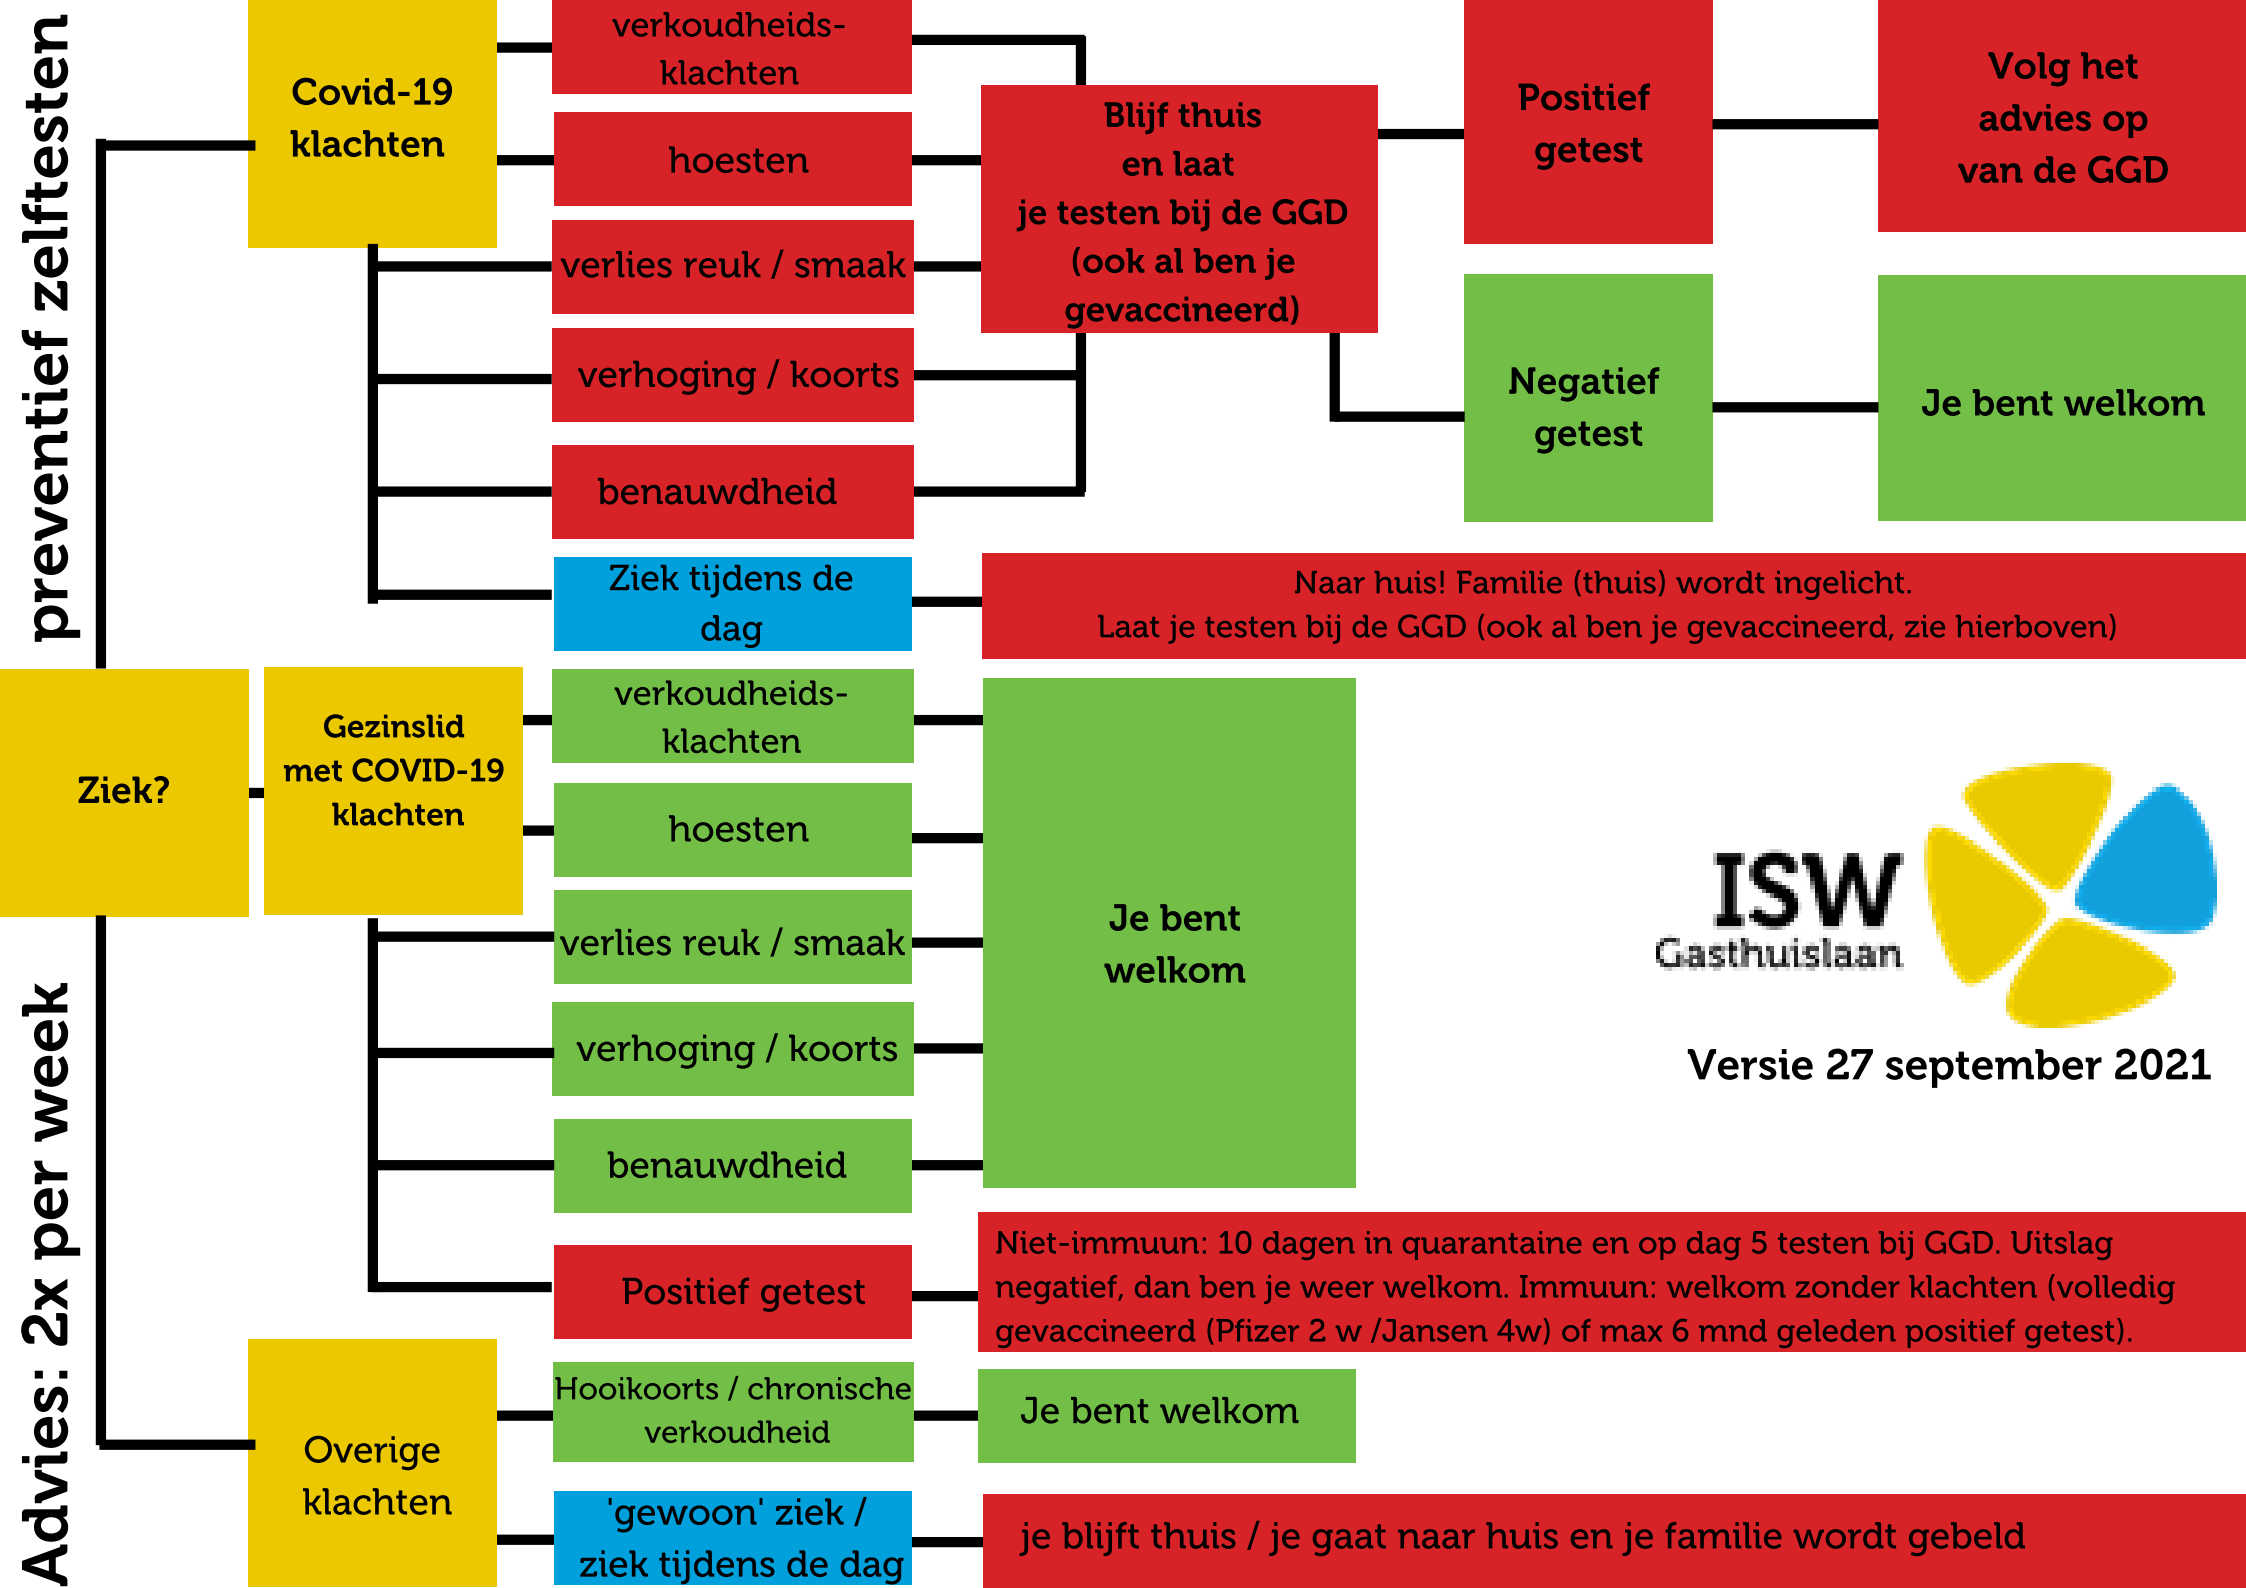 Advies: 2x per week preventief zelftesten
Ziek?
Covid-19
klachten
verkoudheids-
klachten
hoesten
verlies reuk / smaak
verhoging / koorts
benauwdheid
Blijf thuis
en laat
je testen bij de GGD
(ook al ben je
gevaccineerd)
Positief
getest
Volg het
advies op
van de GGD
Negatief
getest
Je bent welkom
Ziek tijdens de
dag
Naar huis! Familie (thuis) wordt ingelicht.
Laat je testen bij de GGD (ook al ben je gevaccineerd, zie hierboven)
Gezinslid
met COVID-19
klachten
verkoudheids-
klachten
hoesten
verlies reuk / smaak
verhoging / koorts
benauwdheid
Je bent
welkom
Positief getest
Niet-immuun: 10 dagen in quarantaine en op dag 5 testen bij GGD. Uitslag
negatief, dan ben je weer welkom. Immuun: welkom zonder klachten (volledig
gevaccineerd (Pfizer 2 w /Jansen 4w) of max 6 mnd geleden positief getest).
Overige
klachten
Hooikoorts / chronische
verkoudheid
Je bent welkom
'gewoon' ziek /
ziek tijdens de dag
je blijft thuis / je gaat naar huis en je familie wordt gebeld
ISW
Gasthuislaan
Versie 27 september 2021